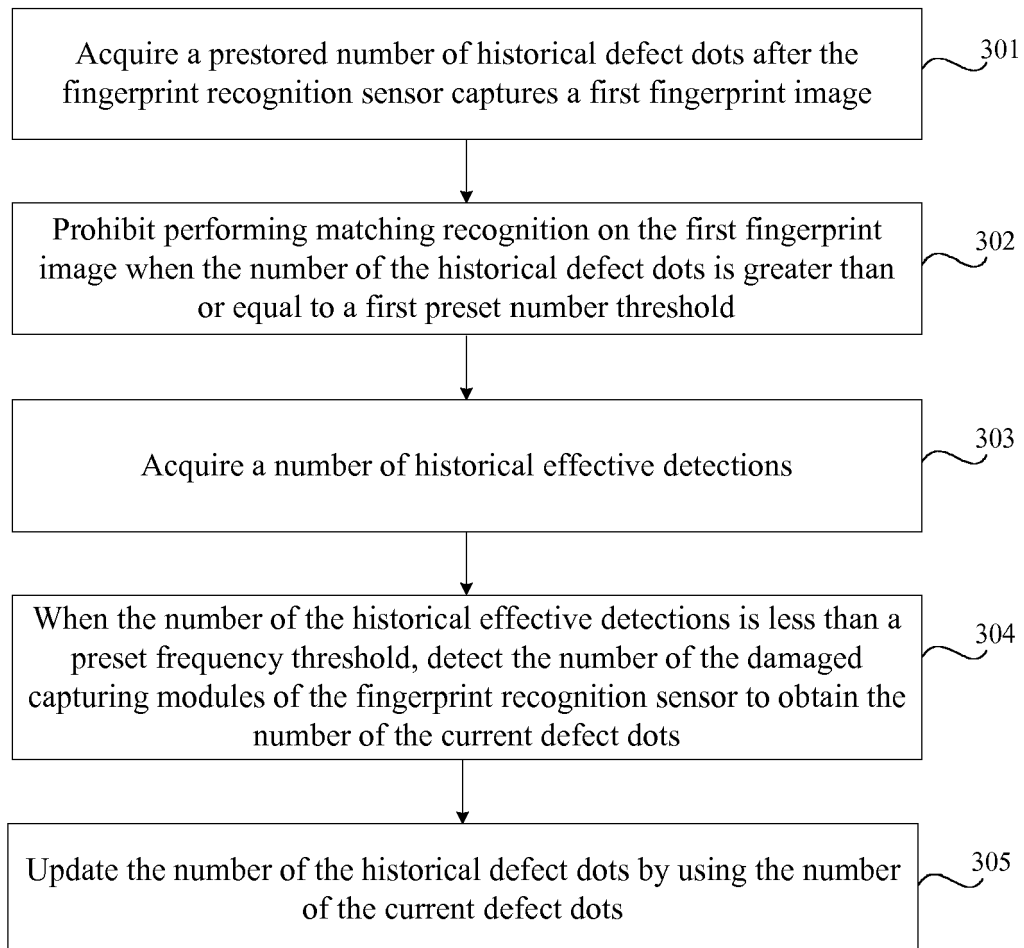 Acquire a prestored number of historical defect dots after the
fingerprint recognition sensor captures a first fingerprint image
301
Prohibit performing matching recognition on the first fingerprint
image when the number of the historical defect dots is greater than
or equal to a first preset number threshold
302
Acquire a number of historical effective detections
303
When the number of the historical effective detections is less than a
preset frequency threshold, detect the number of the damaged
capturing modules of the fingerprint recognition sensor to obtain the
number of the current defect dots
304
Update the number of the historical defect dots by using the number
of the current defect dots
305